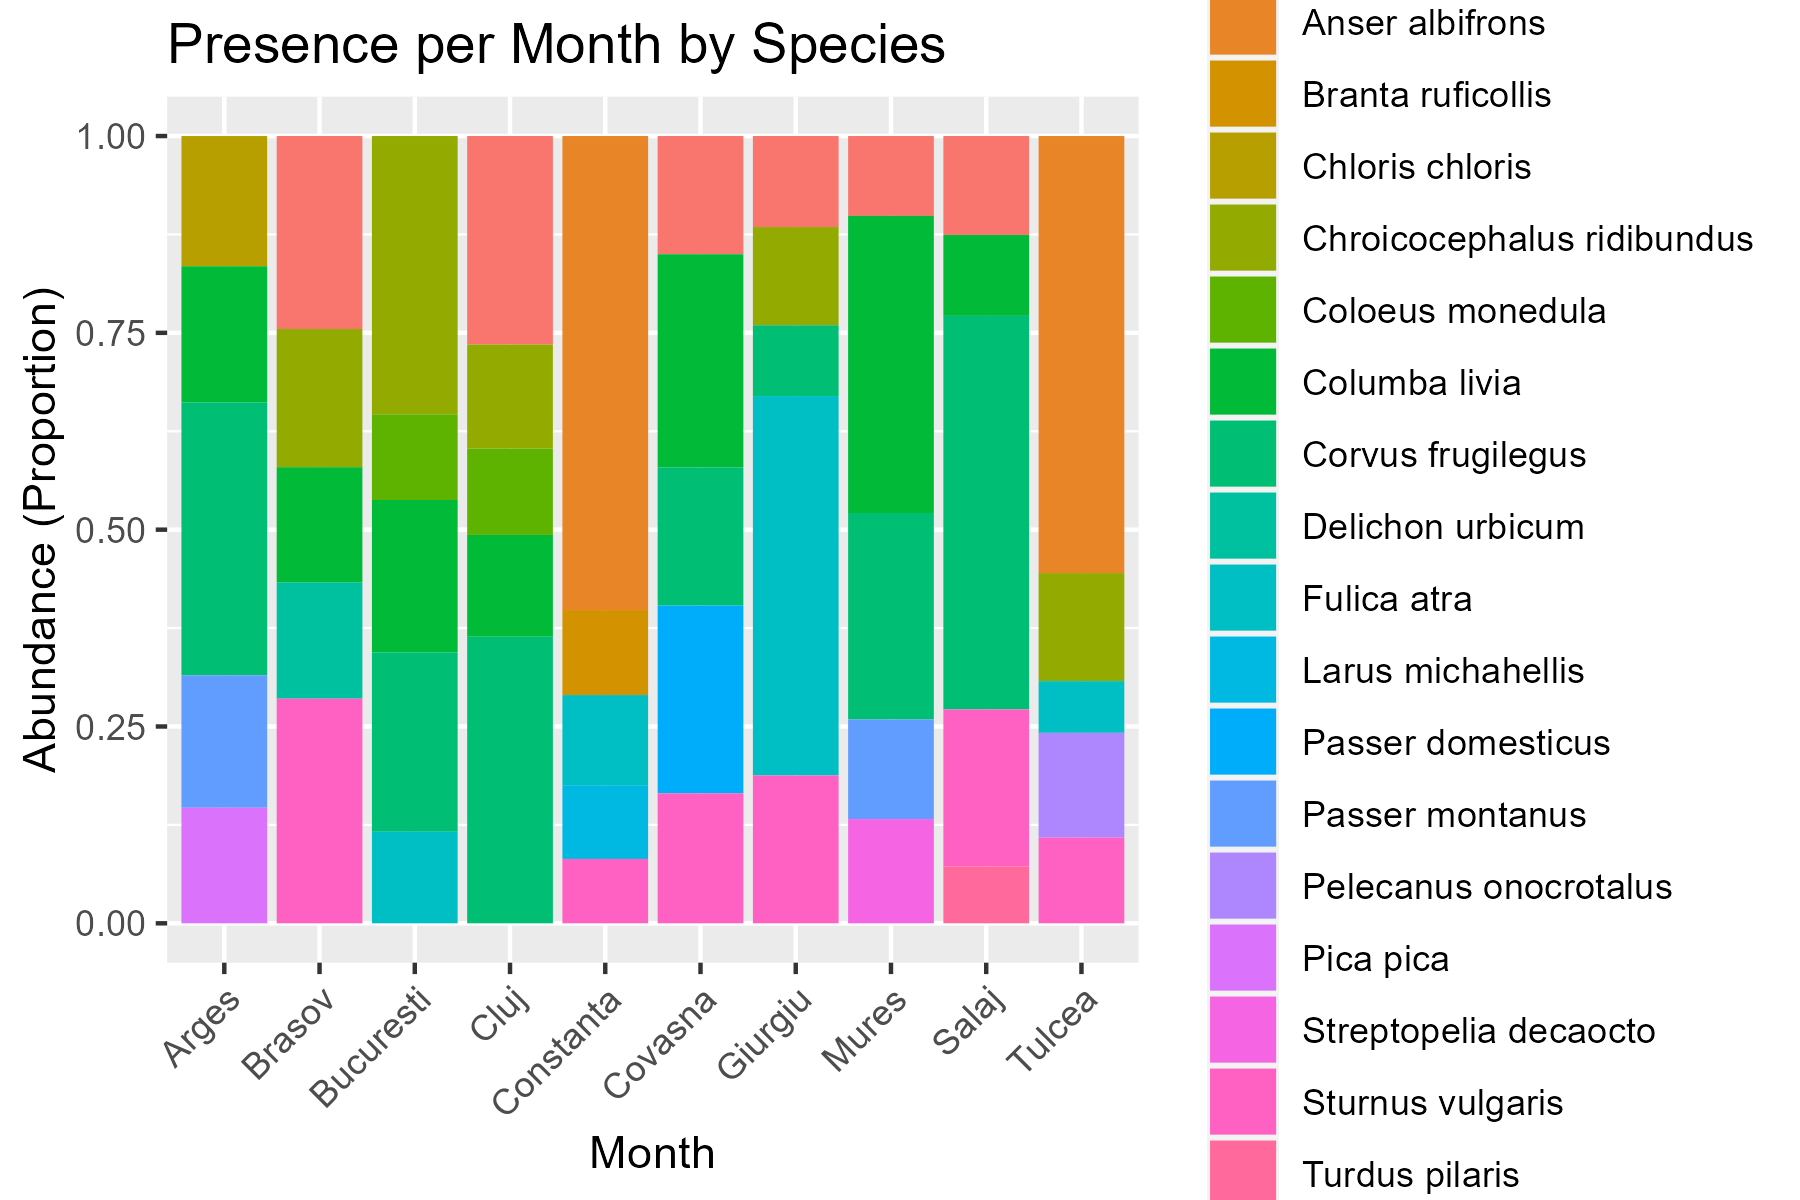 Presence per Month by Species
Abundance (Proportion)
1.00
0.75
0.50
0.25
0.00
Arges
Brasov
Bucuresti
Cluj
Constanta
Covasna
Giurgiu
Mures
Salaj
Tulcea
Month
Anser albifrons
Branta ruficollis
Chloris chloris
Chroicocephalus ridibundus
Coloeus monedula
Columba livia
Corvus frugilegus
Delichon urbicum
Fulica atra
Larus michahellis
Passer domesticus
Passer montanus
Pelecanus onocrotalus
Pica pica
Streptopelia decaocto
Sturnus vulgaris
Turdus pilaris